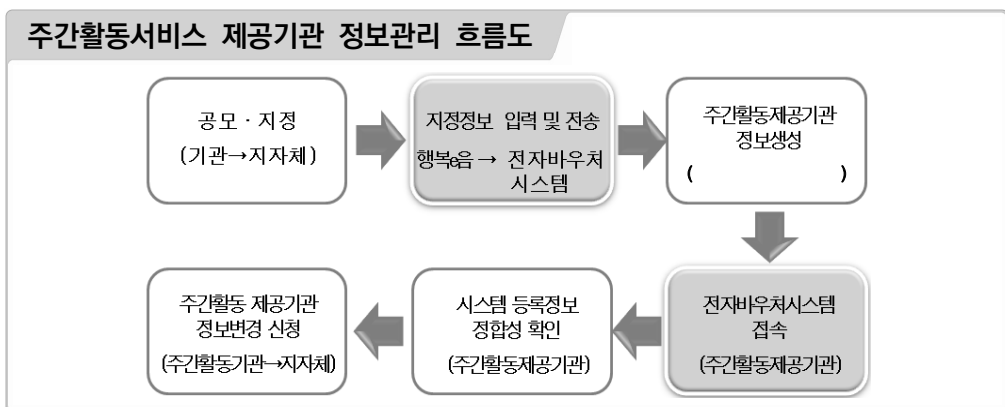 주간활동서비스 제공기관 정보관리 흐름도
공모 · 지정
(기관→지자체)
지정정보 입력 및 전송
행복e음 → 전자바우처
시스템
주간활동제공기관
정보생성
( )
전자바우처시스템
접속
(주간활동제공기관)
시스템 등록정보
정합성 확인
(주간활동제공기관)
주간활동 제공기관
정보변경 신청
(주간활동기관→지자체)